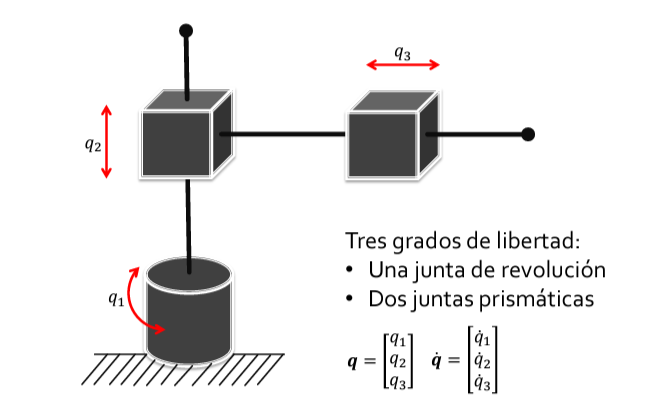 q₃
q₂
q₁
Tres grados de libertad:
• Una junta de revolución
• Dos juntas prismáticas
q = [q₁ q₂ q₃] q̇ = [q̇₁ q̇₂ q̇₃]